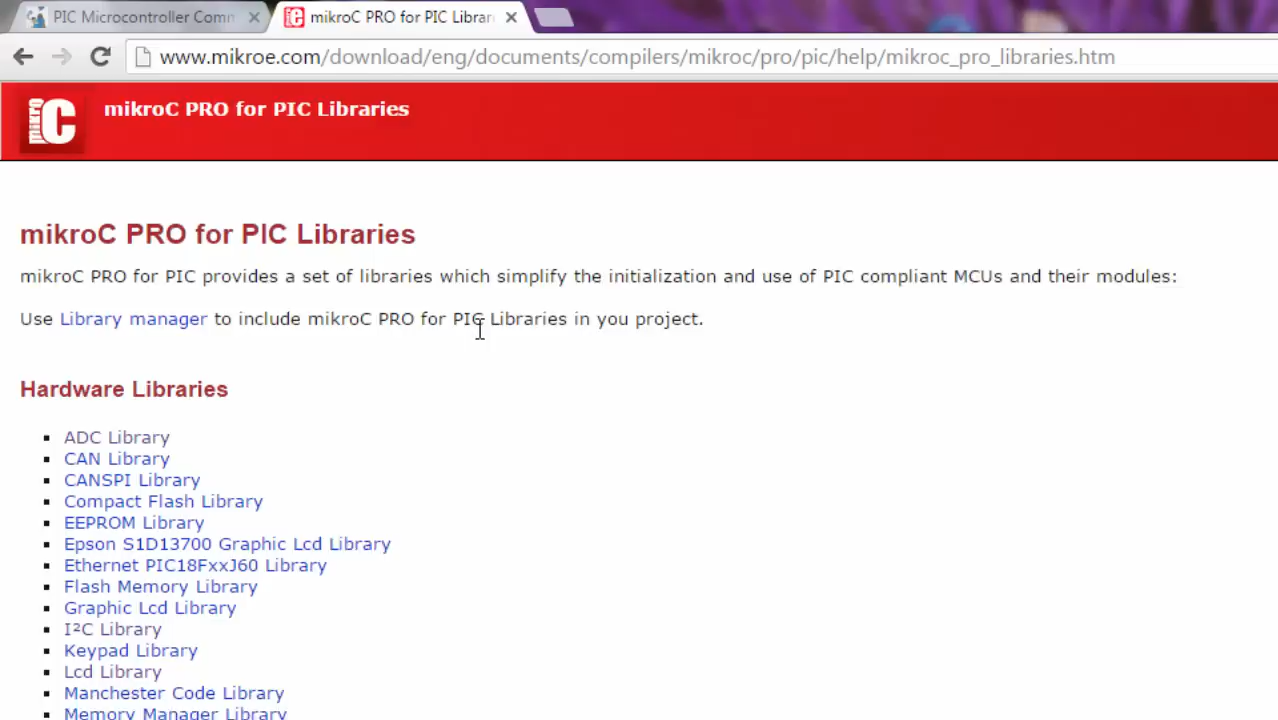 PIC Microcontroller Comm
mikroC PRO for PIC Librar
www.mikroe.com/download/eng/documents/compilers/mikroc/pro/pic/help/mikroc_pro_libraries.htm
mikro C
mikroC PRO for PIC Libraries
mikroC PRO for PIC Libraries
mikroC PRO for PIC provides a set of libraries which simplify the initialization and use of PIC compliant MCUs and their modules:
Use Library manager to include mikroC PRO for PIC Libraries in you project.
Hardware Libraries
ADC Library
CAN Library
CANSPI Library
Compact Flash Library
EEPROM Library
Epson S1D13700 Graphic Lcd Library
Ethernet PIC18FxxJ60 Library
Flash Memory Library
Graphic Lcd Library
I²C Library
Keypad Library
Lcd Library
Manchester Code Library
Memory Manager Library